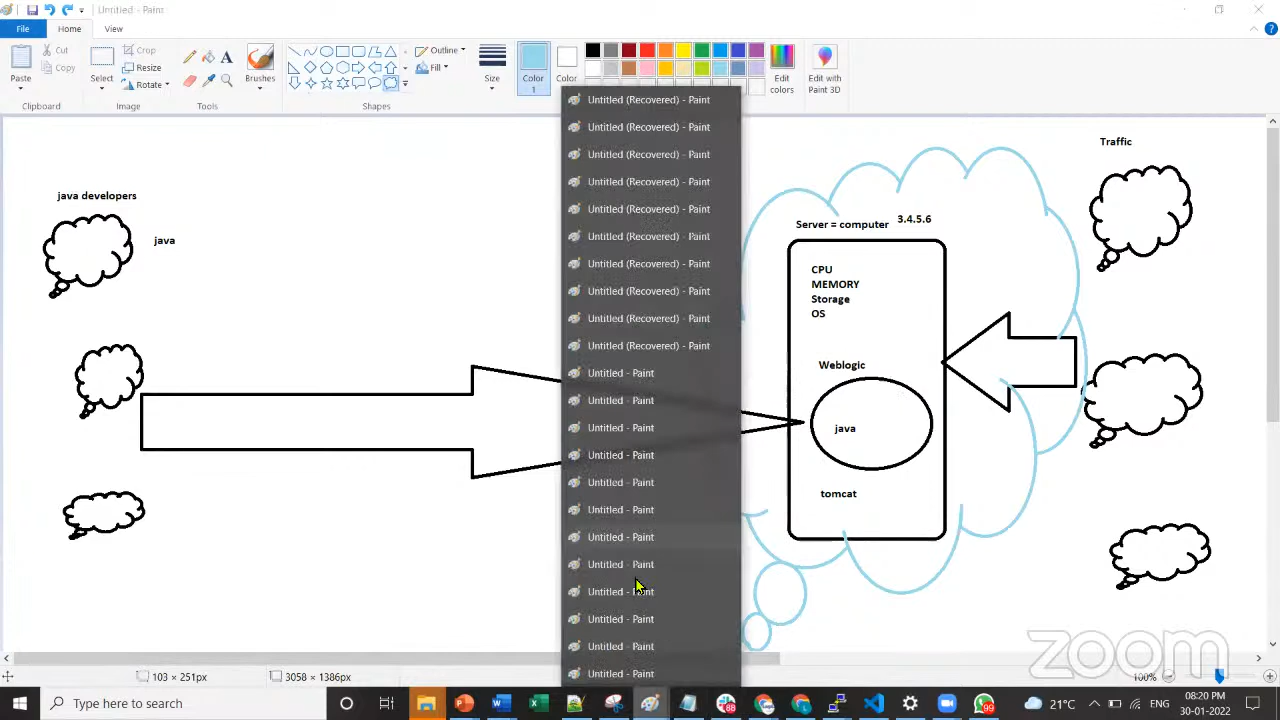 Untitled - Paint
File
Home
View
Paste
Cut
Copy
Clipboard
Select
Crop
Resize
Rotate
Image
Tools
Brushes
Shapes
Outline
Fill
Size
Color
1
Color
Edit
colors
Edit with
Paint 3D
Untitled (Recovered) - Paint
Untitled (Recovered) - Paint
Untitled (Recovered) - Paint
Untitled (Recovered) - Paint
Untitled (Recovered) - Paint
Untitled (Recovered) - Paint
Untitled (Recovered) - Paint
Untitled (Recovered) - Paint
Untitled (Recovered) - Paint
Untitled (Recovered) - Paint
Untitled - Paint
Untitled - Paint
Untitled - Paint
Untitled - Paint
Untitled - Paint
Untitled - Paint
Untitled - Paint
Untitled - Paint
Untitled - Paint
Untitled - Paint
Untitled - Paint
Untitled - Paint
java developers
java
Server = computer
3.4.5.6
CPU
MEMORY
Storage
OS
Weblogic
java
tomcat
Traffic
zoom
103 × 251px
3058 × 1386px
100%
Type here to search
88
99
21°C
ENG
08:20 PM
30-01-2022